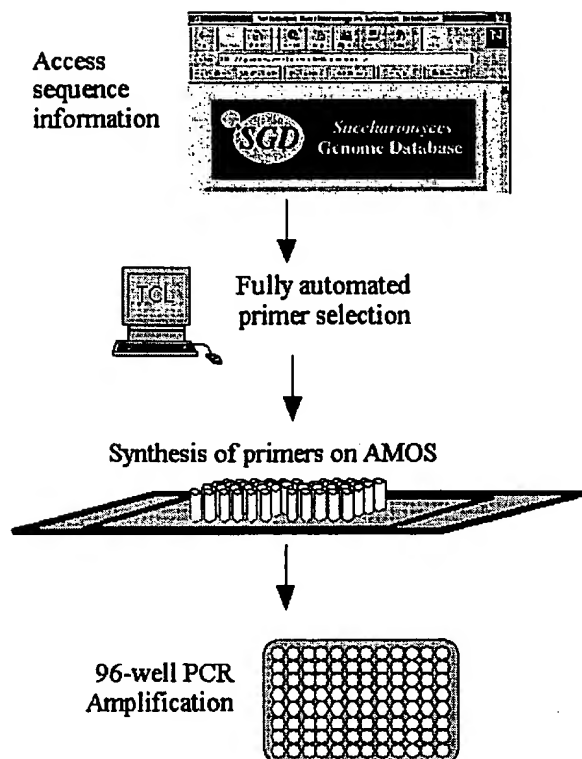 Access
sequence
information
SGD
Saccharomyces
Genome Database
N
TCL
Fully automated
primer selection
Synthesis of primers on AMOS
96-well PCR
Amplification